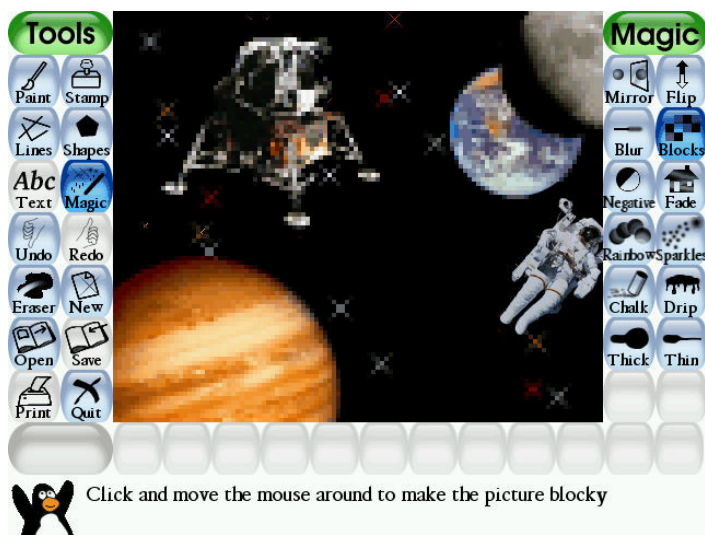 Tools
Magic
Paint Stamp
Mirror Flip
Lines Shapes
Blur Blocks
Abc
Text Magic
Negative Fade
Undo Redo
Rainbow Sparkles
Eraser New
Chalk Drip
Open Save
Thick Thin
Print Quit
Click and move the mouse around to make the picture blocky